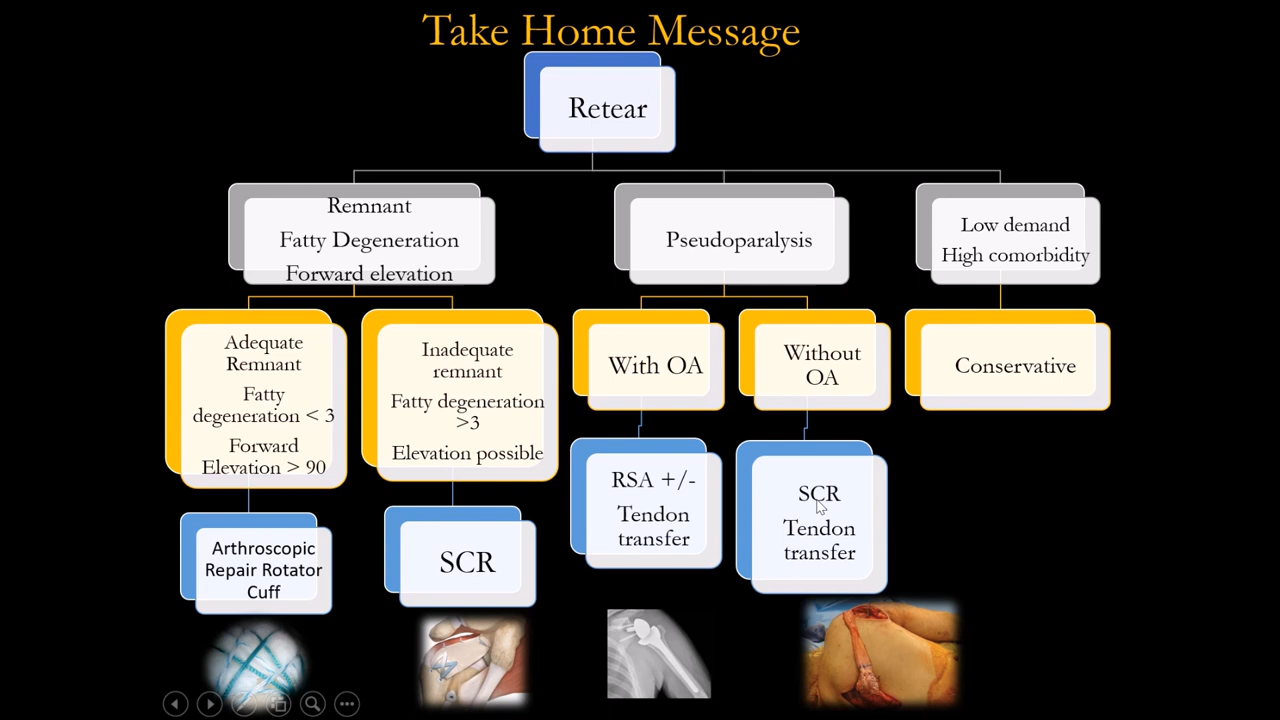 Take Home Message
Retear
Remnant
Fatty Degeneration
Forward elevation
Pseudoparalysis
Low demand
High comorbidity
Adequate
Remnant
Fatty
degeneration < 3
Forward
Elevation > 90
Inadequate
remnant
Fatty degeneration
>3
Elevation possible
With OA
Without
OA
Conservative
Arthroscopic
Repair Rotator
Cuff
SCR
RSA +/-
Tendon
transfer
SCR
Tendon
transfer